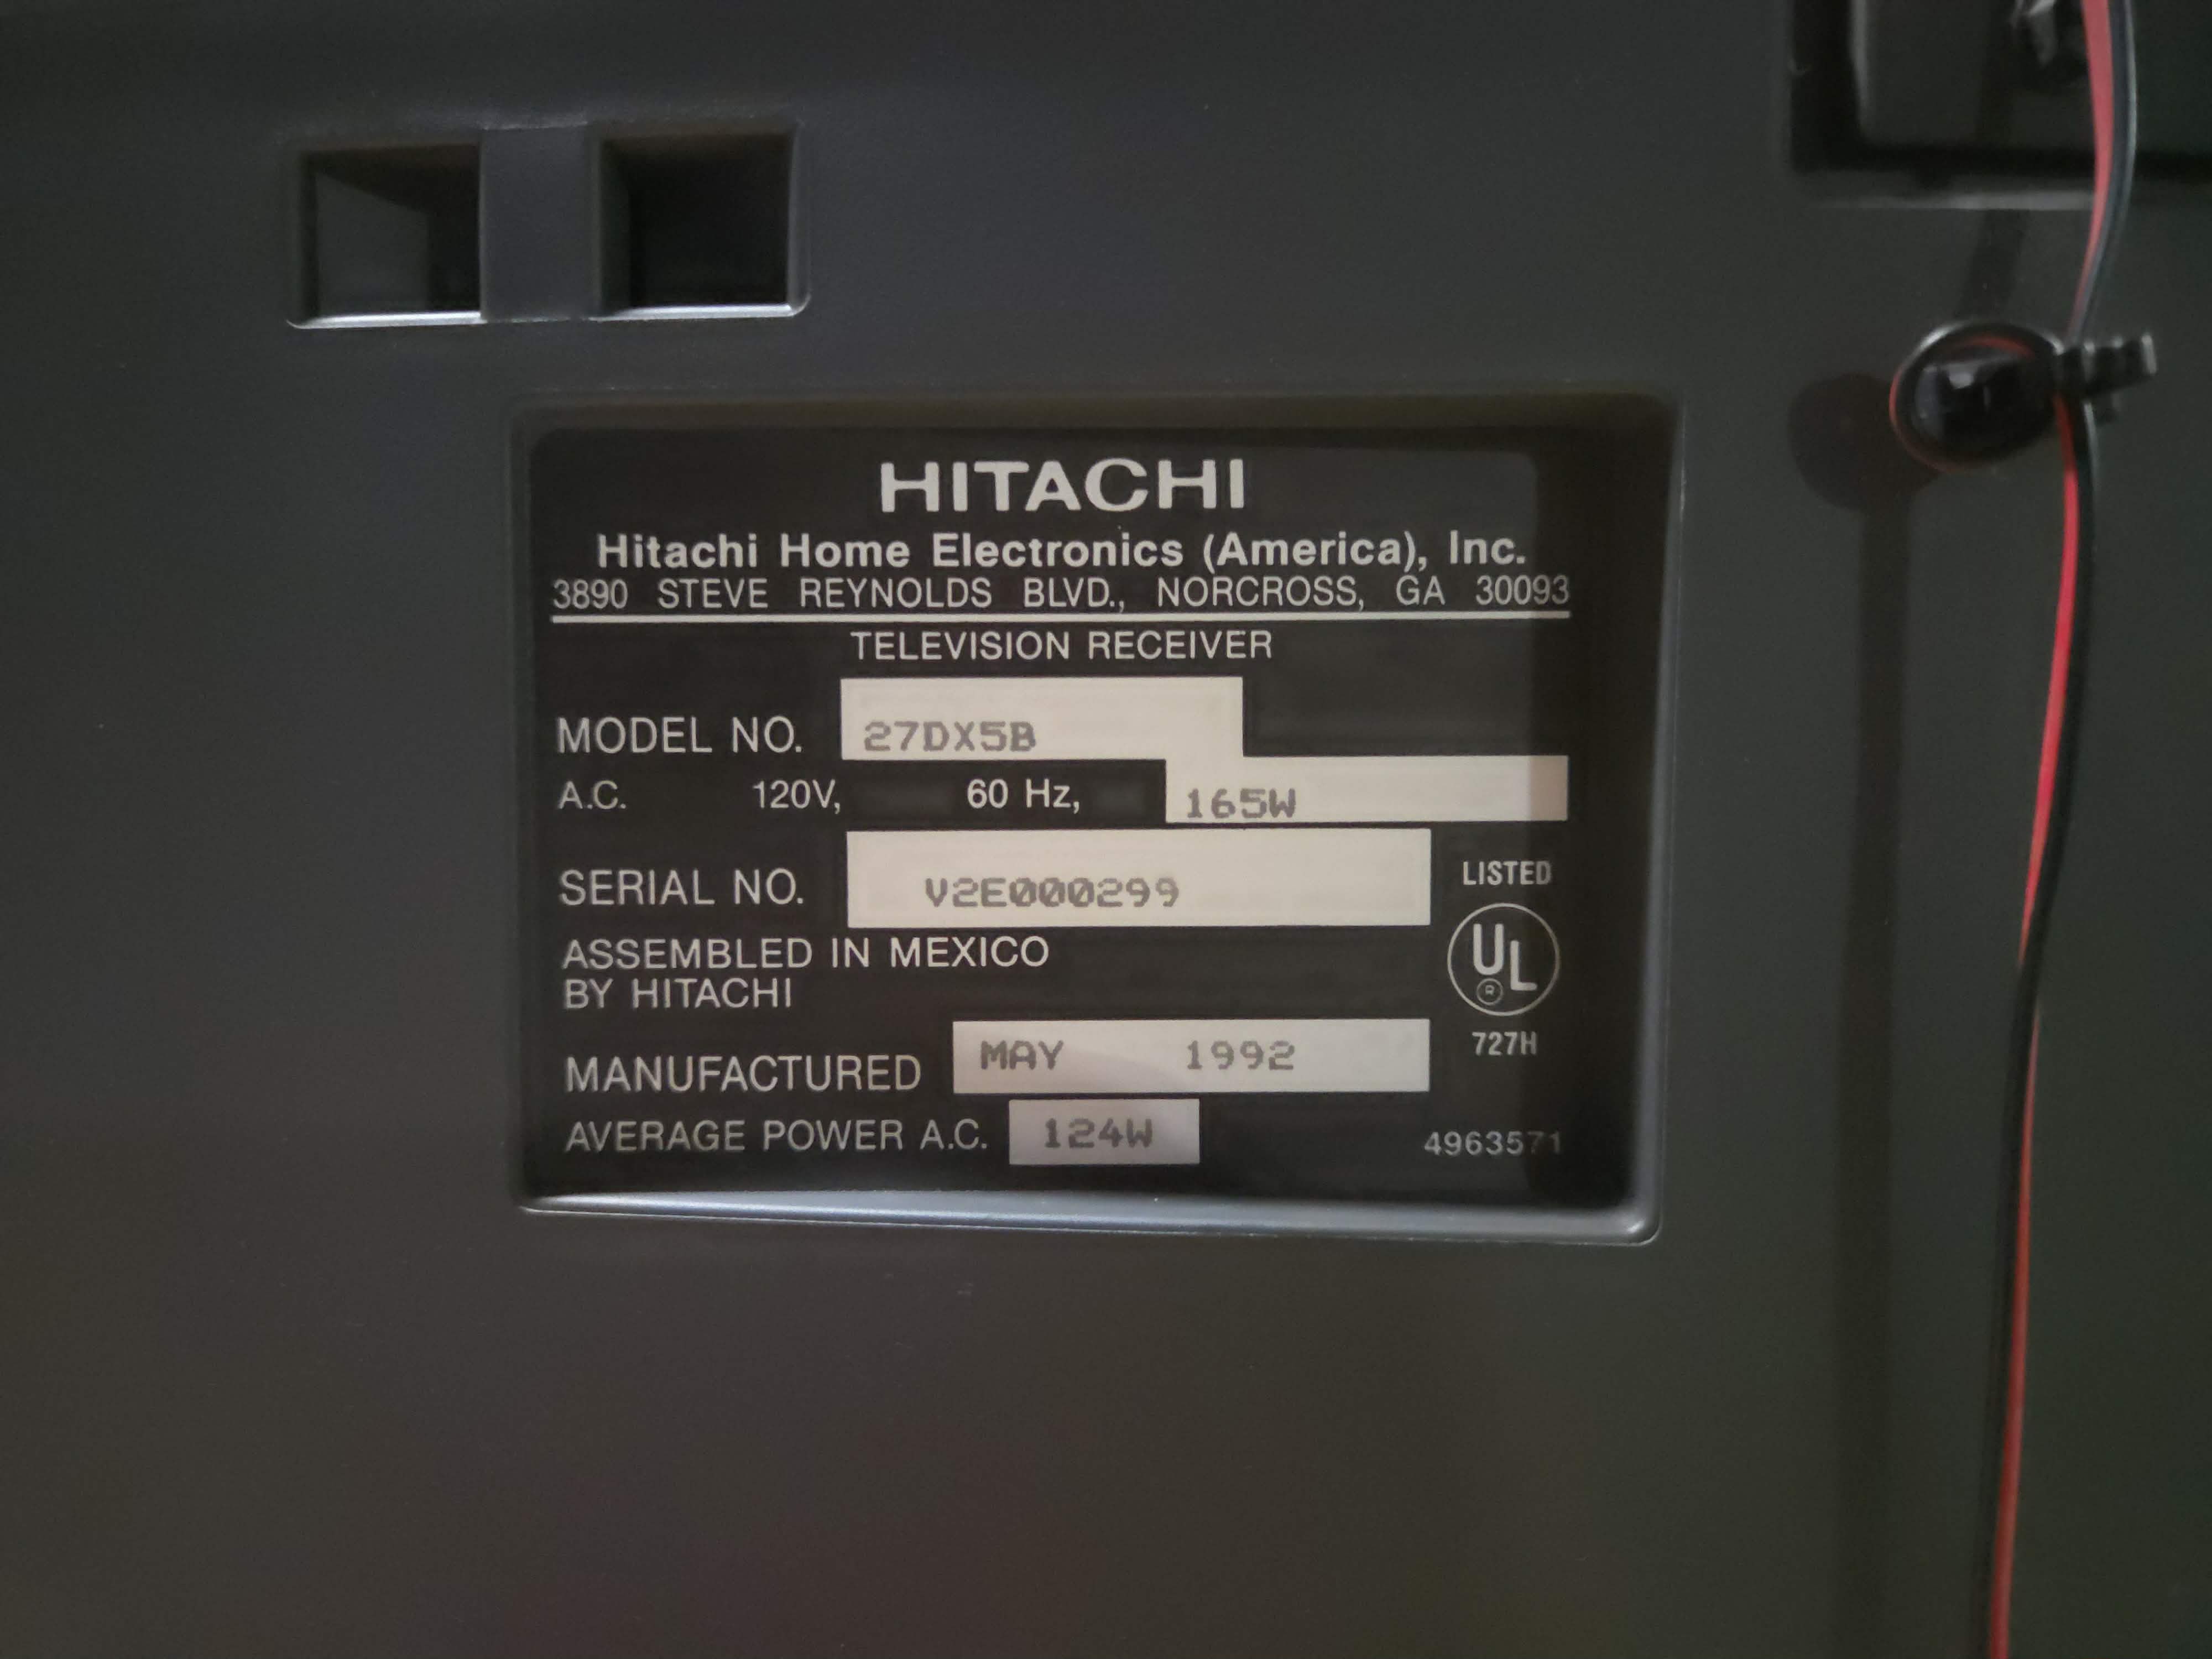 HITACHI
Hitachi Home Electronics (America), Inc.
3890 STEVE REYNOLDS BLVD., NORCROSS, GA 30093
TELEVISION RECEIVER
MODEL NO. 27DX5B
A.C. 120V, 60 Hz, 165W
SERIAL NO. V2E000299
LISTED
UL
®
727H
ASSEMBLED IN MEXICO
BY HITACHI
MANUFACTURED MAY 1992
AVERAGE POWER A.C. 124W
4963571